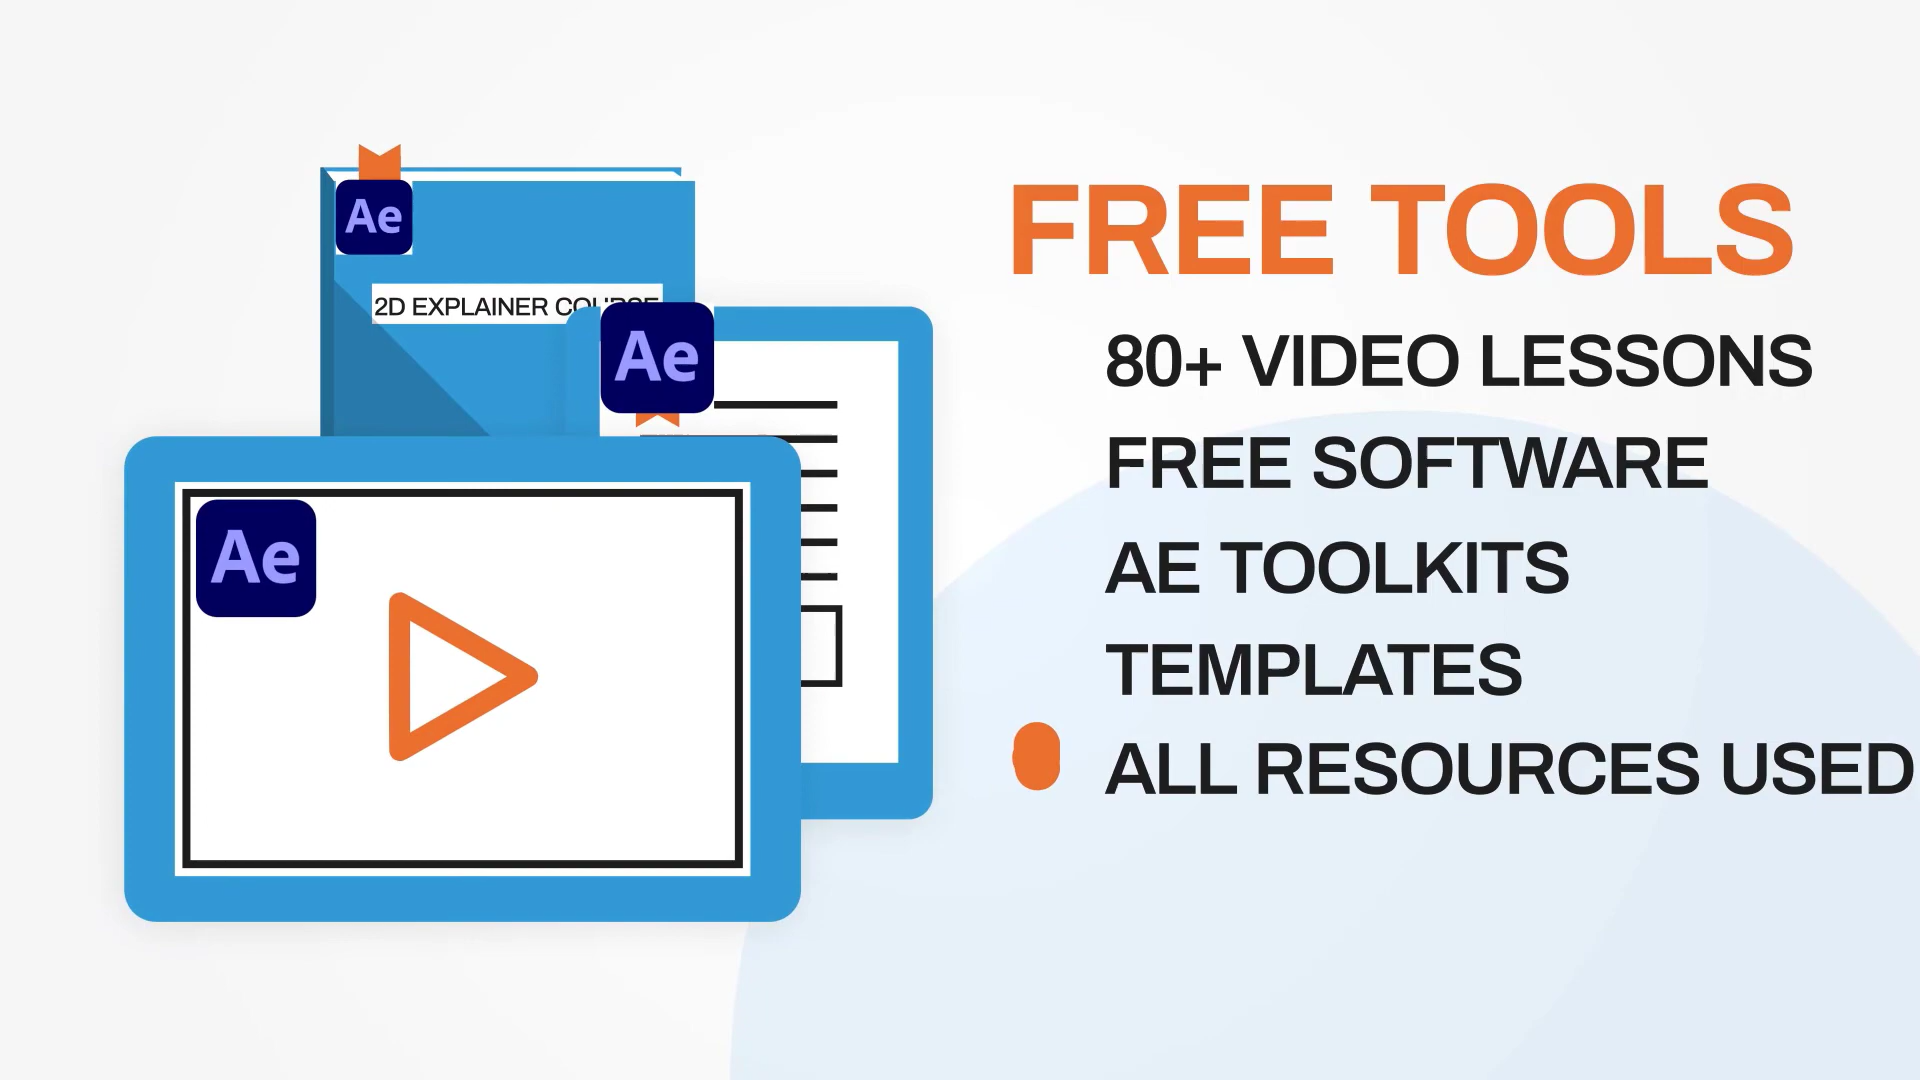 Ae
2D EXPLAINER
Ae
Ae
FREE TOOLS
80+ VIDEO LESSONS
FREE SOFTWARE
AE TOOLKITS
TEMPLATES
ALL RESOURCES USED